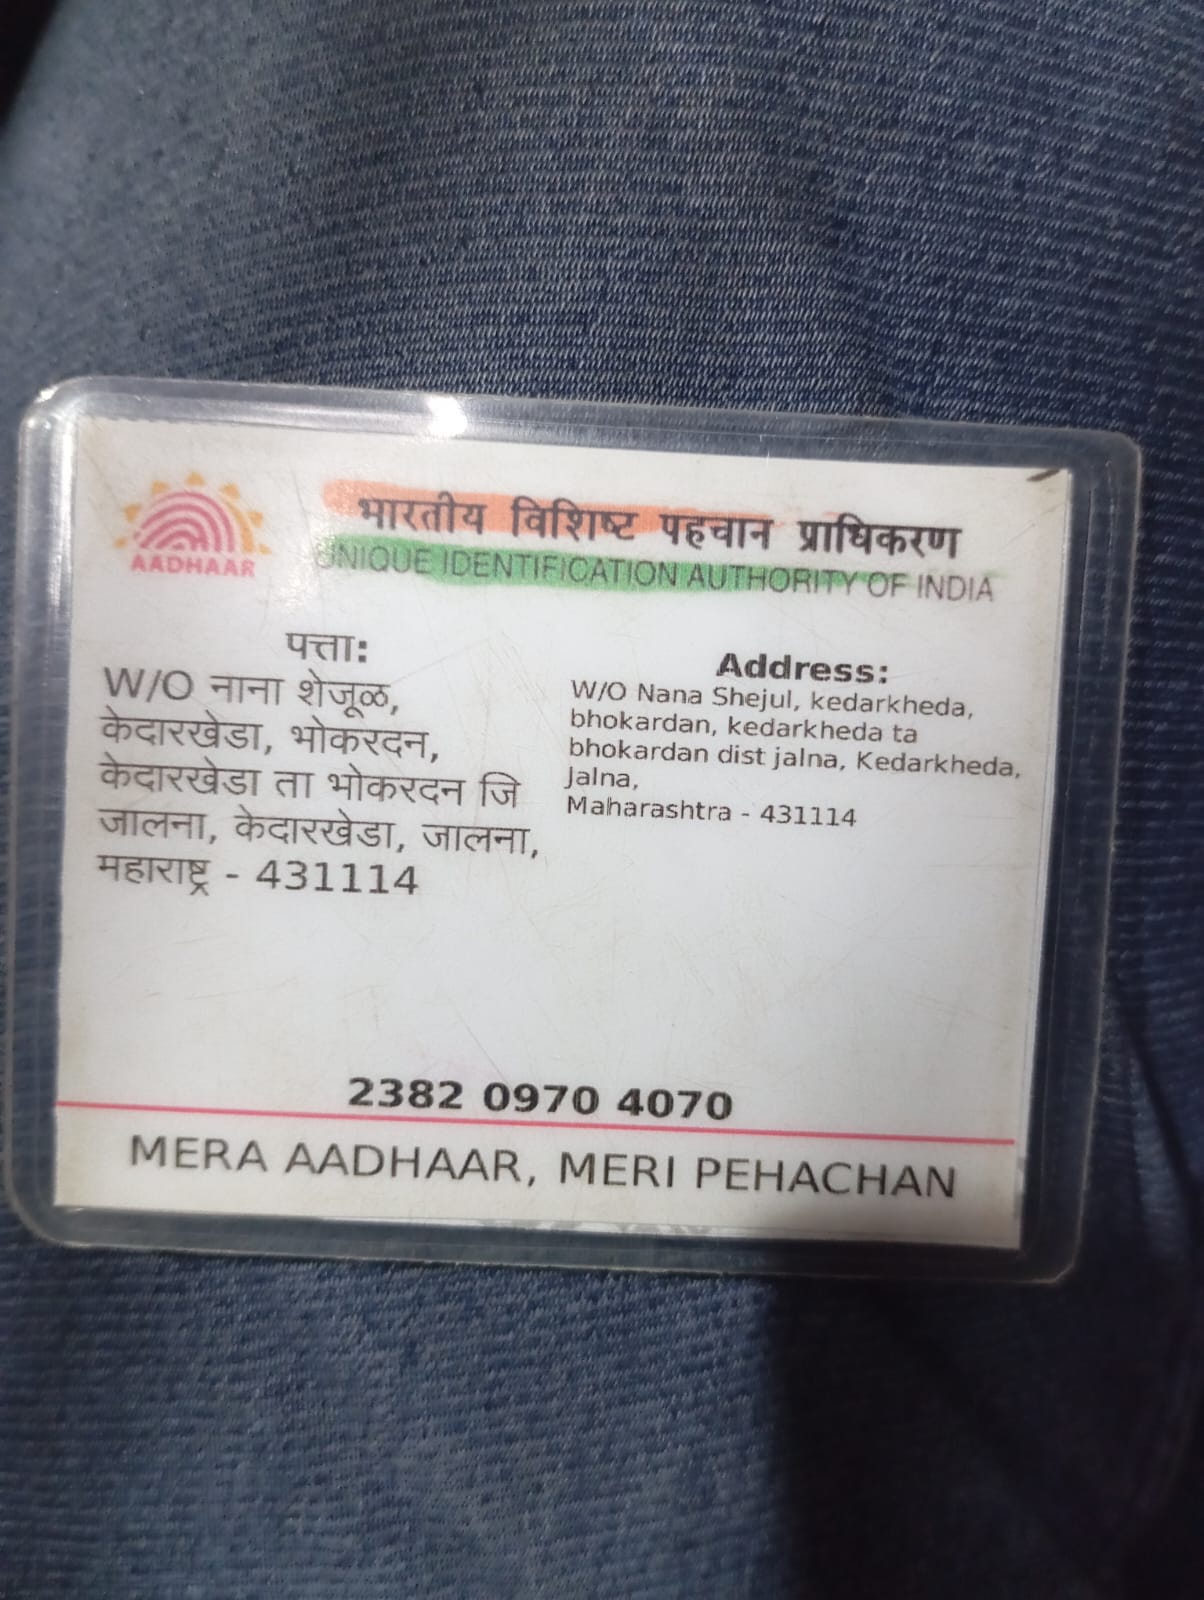 AADHAAR
भारतीय विशिष्ट पहचान प्राधिकरण
UNIQUE IDENTIFICATION AUTHORITY OF INDIA
पत्ता:
W/O नाना शेजूळ,
केदारखेडा, भोकरदन,
केदारखेडा ता भोकरदन जि
जालना, केदारखेडा, जालना,
महाराष्ट्र - 431114
Address:
W/O Nana Shejul, kedarkheda,
bhokardan, kedarkheda ta
bhokardan dist jalna, Kedarkheda,
Jalna,
Maharashtra - 431114
2382 0970 4070
MERA AADHAAR, MERI PEHACHAN